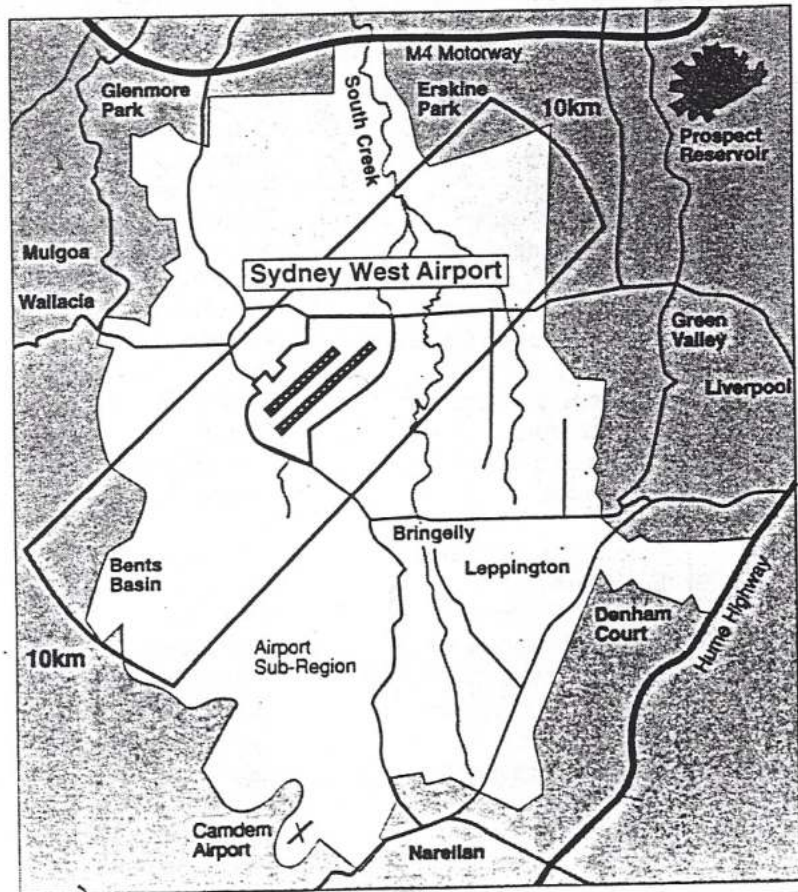 M4 Motorway
Glenmore
Park
South Creek
Erskine
Park
10km
Prospect
Reservoir
Mulgoa
Sydney West Airport
Wallacia
Green
Valley
Liverpool
Bringelly
Bents
Basin
Leppington
Denham
Court
Hume Highway
10km
Airport
Sub-Region
Camdem
Airport
Narellan